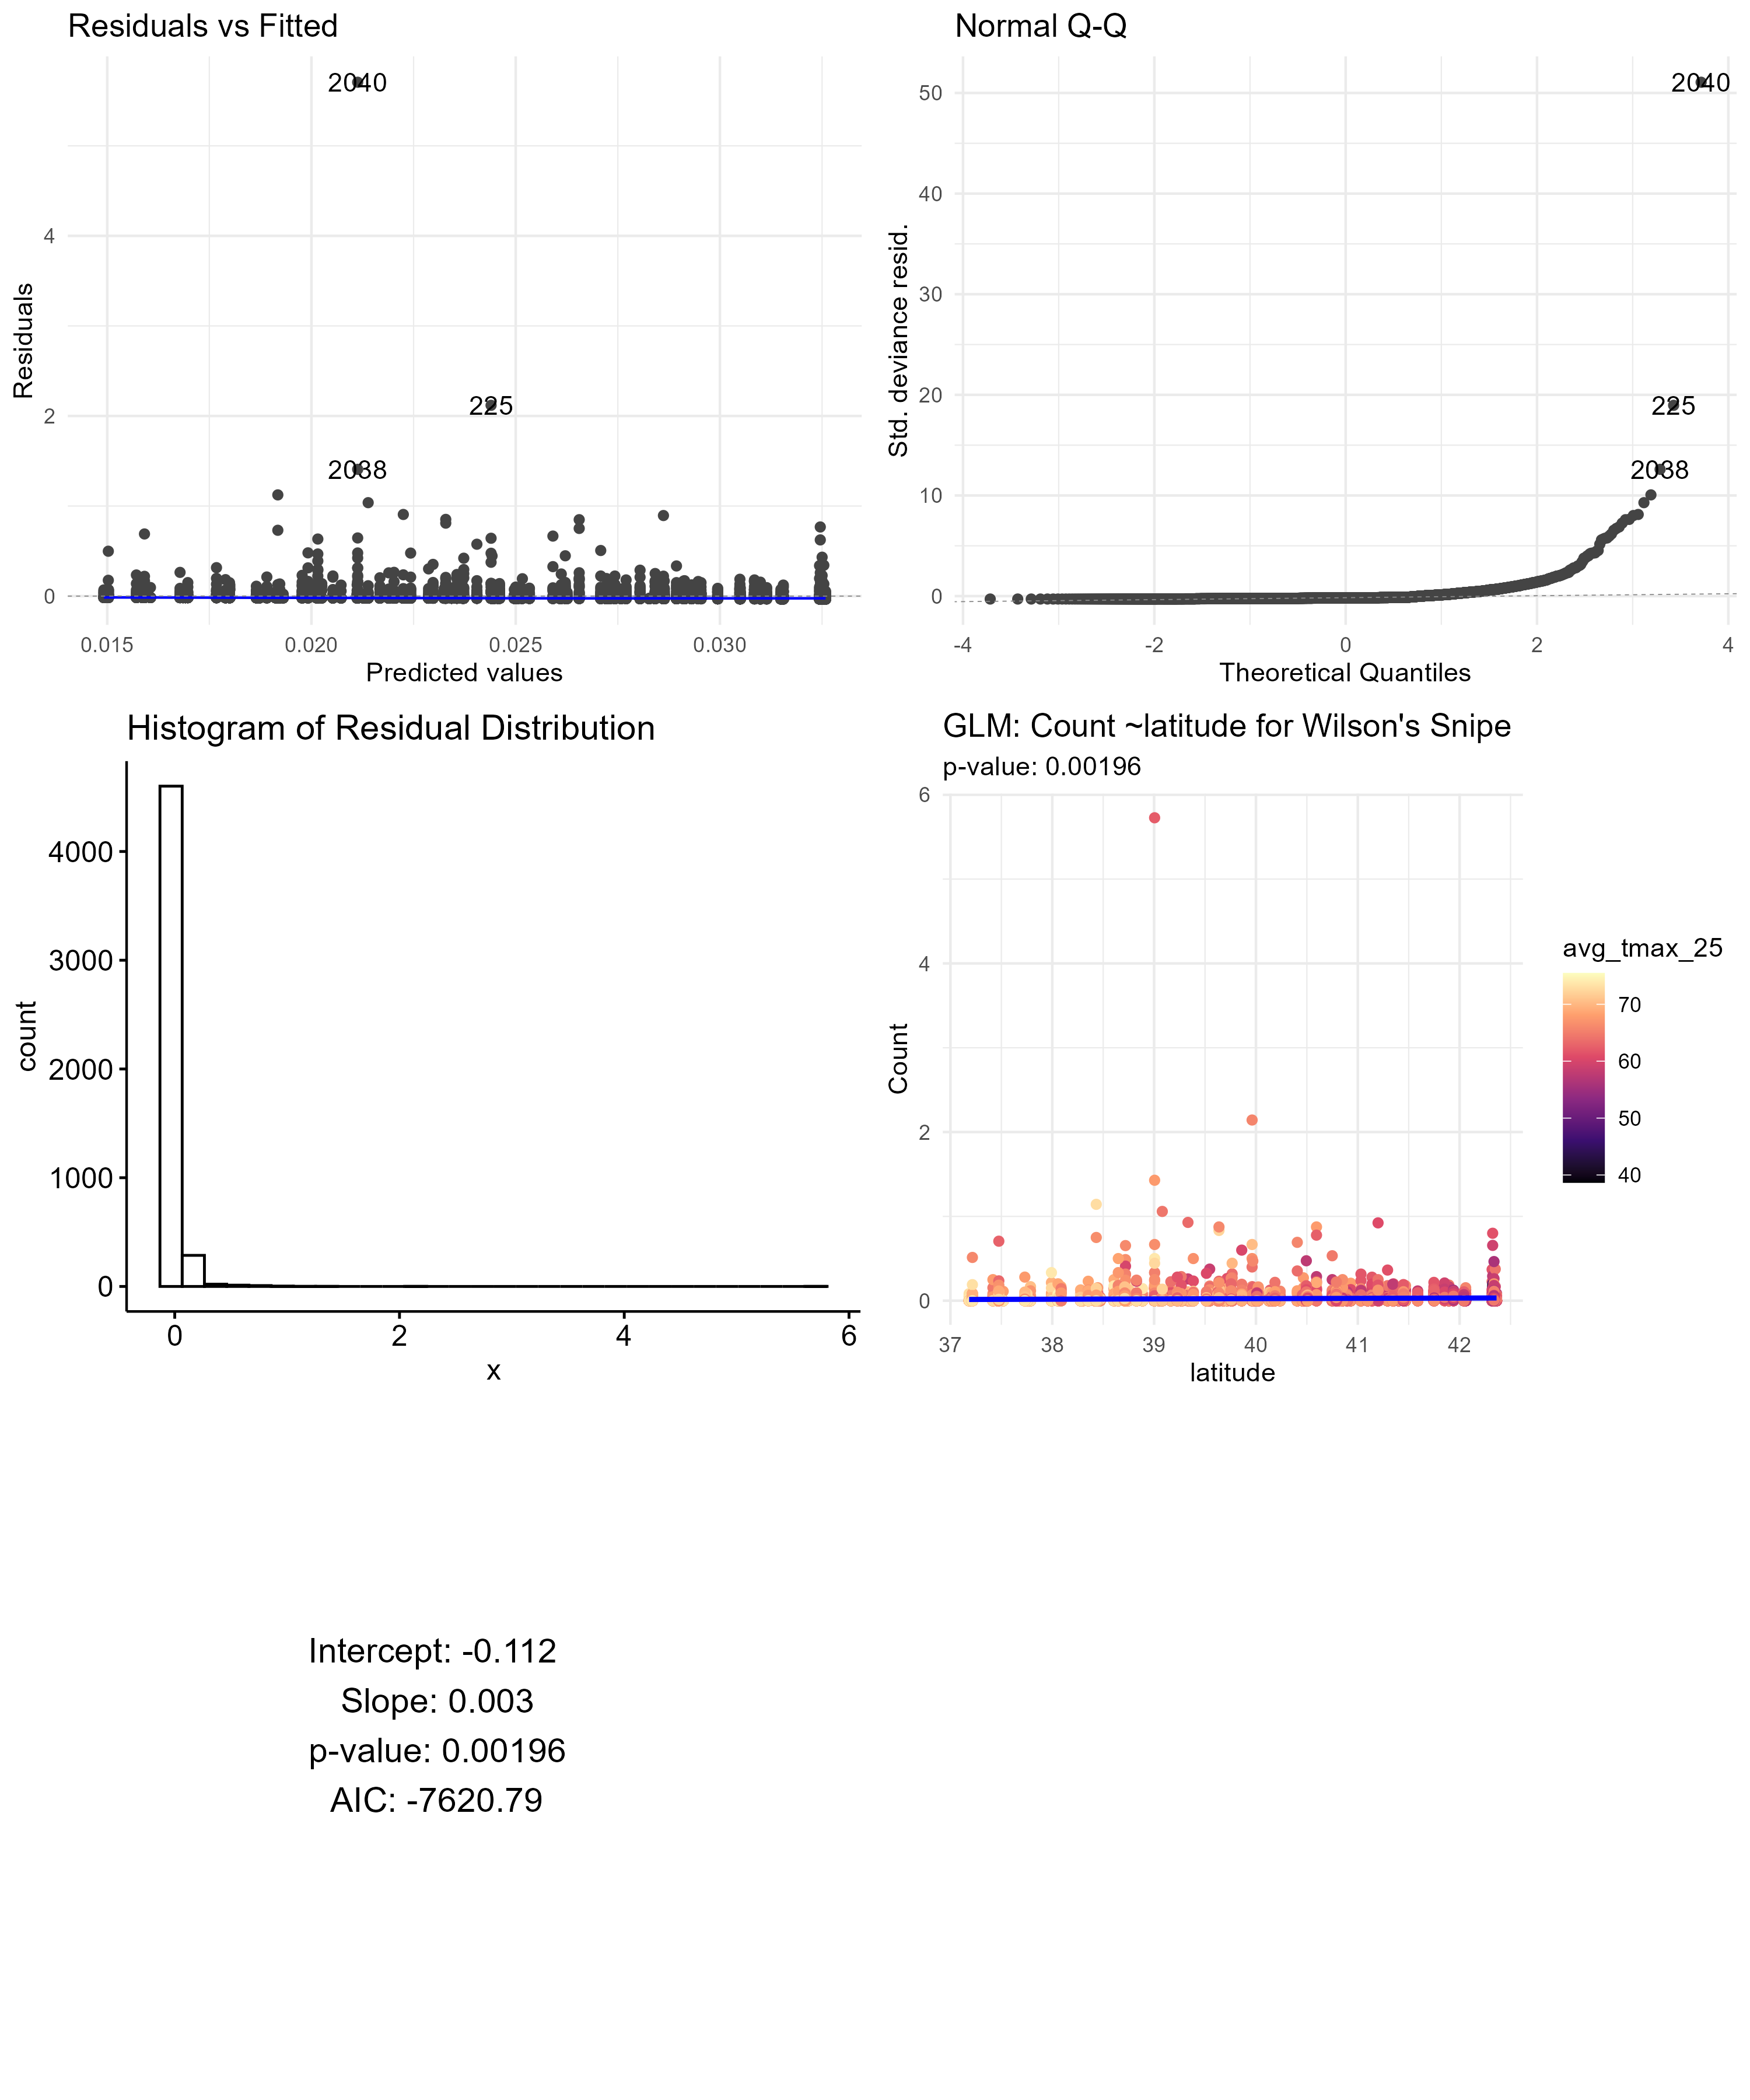 Residuals vs Fitted
Residuals
4
2
0
2040
225
2038
0.015 0.020 0.025 0.030
Predicted values
Normal Q-Q
Std. deviance resid.
50
40
30
20
10
0
2040
225
2038
-4 -2 0 2 4
Theoretical Quantiles
Histogram of Residual Distribution
count
4000
3000
2000
1000
0
0 2 4 6
x
GLM: Count ~latitude for Wilson's Snipe
p-value: 0.00196
Count
6
4
2
0
37 38 39 40 41 42
latitude
avg_tmax_25
70
60
50
40
Intercept: -0.112
Slope: 0.003
p-value: 0.00196
AIC: -7620.79